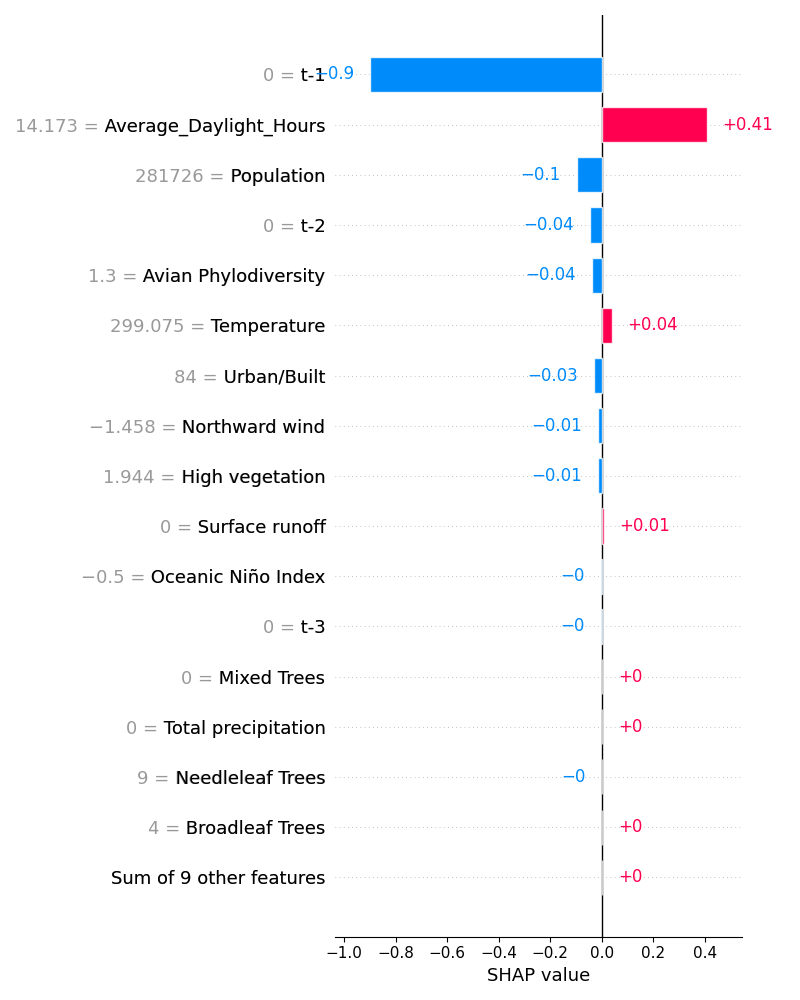 0 = t-1 −0.9
14.173 = Average_Daylight_Hours +0.41
281726 = Population −0.1
0 = t-2 −0.04
1.3 = Avian Phylodiversity −0.04
299.075 = Temperature +0.04
84 = Urban/Built −0.03
−1.458 = Northward wind −0.01
1.944 = High vegetation −0.01
0 = Surface runoff +0.01
−0.5 = Oceanic Niño Index −0
0 = t-3 −0
0 = Mixed Trees +0
0 = Total precipitation +0
9 = Needleleaf Trees −0
4 = Broadleaf Trees +0
Sum of 9 other features +0
−1.0 −0.8 −0.6 −0.4 −0.2 0.0 0.2 0.4
SHAP value